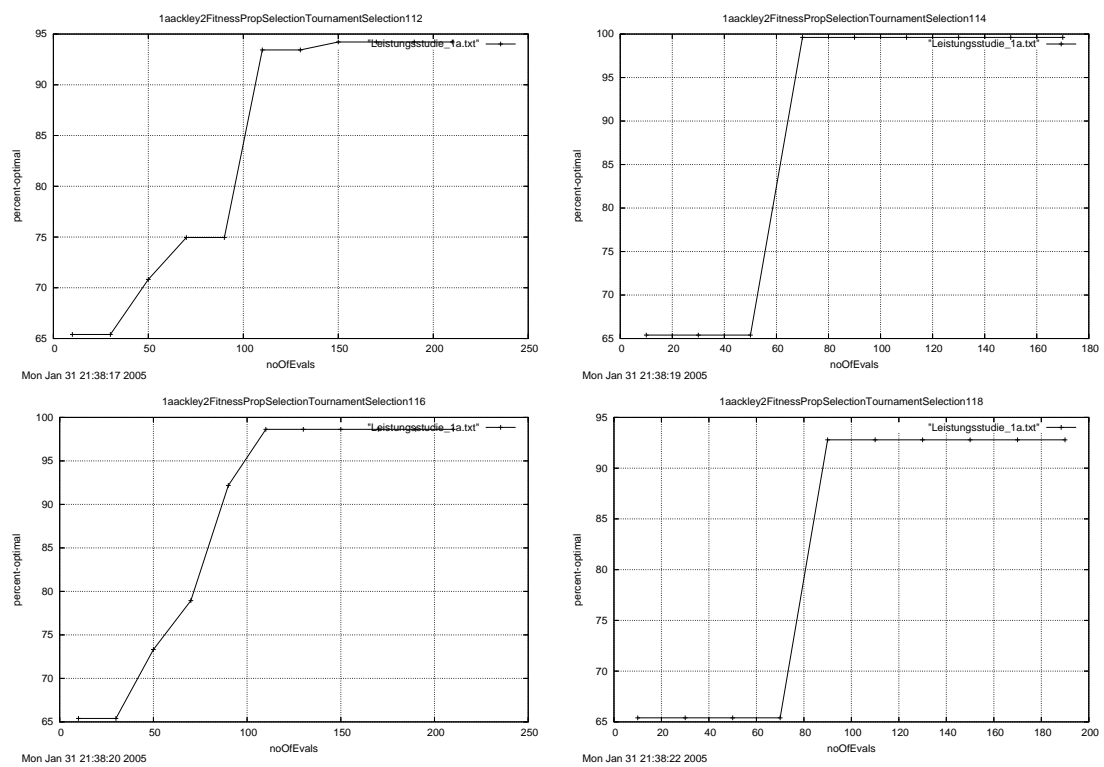 1aackley2FitnessPropSelectionTournamentSelection112
95
90
85
80
75
70
65
0 50 100 150 200 250
percent-optimal
noOfEvals
"Leistungsstudie_1a.txt"
Mon Jan 31 21:38:17 2005
1aackley2FitnessPropSelectionTournamentSelection114
100
95
90
85
80
75
70
65
0 20 40 60 80 100 120 140 160 180
percent-optimal
noOfEvals
"Leistungsstudie_1a.txt"
Mon Jan 31 21:38:19 2005
1aackley2FitnessPropSelectionTournamentSelection116
100
95
90
85
80
75
70
65
0 50 100 150 200 250
percent-optimal
noOfEvals
"Leistungsstudie_1a.txt"
Mon Jan 31 21:38:20 2005
1aackley2FitnessPropSelectionTournamentSelection118
95
90
85
80
75
70
65
0 20 40 60 80 100 120 140 160 180 200
percent-optimal
noOfEvals
"Leistungsstudie_1a.txt"
Mon Jan 31 21:38:22 2005